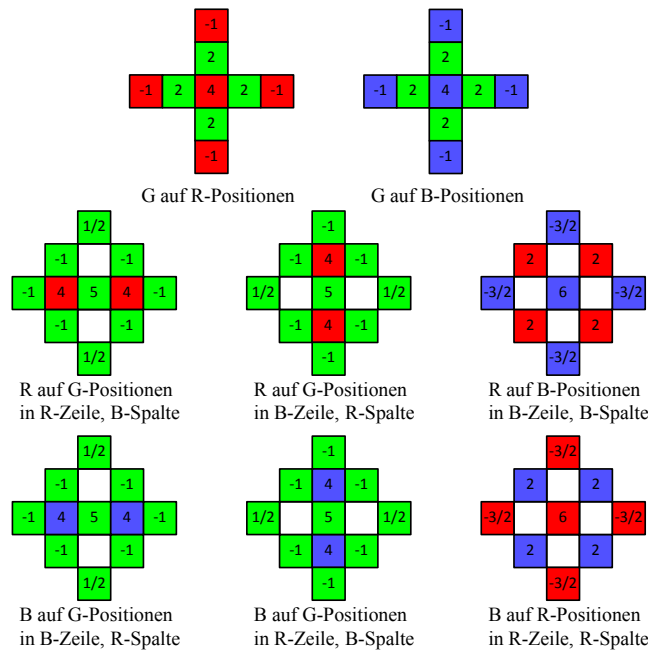 -1
2
-1 2 4 2 -1
2
-1
G auf R-Positionen
-1
2
-1 2 4 2 -1
2
-1
G auf B-Positionen
1/2
-1 -1
-1 4 5 4 -1
-1 -1
1/2
R auf G-Positionen
in R-Zeile, B-Spalte
-1
-1 4 -1
1/2 5 1/2
-1 4 -1
-1
R auf G-Positionen
in B-Zeile, R-Spalte
-3/2
2 2
-3/2 6 -3/2
2 2
-3/2
R auf B-Positionen
in B-Zeile, B-Spalte
1/2
-1 -1
-1 4 5 4 -1
-1 -1
1/2
B auf G-Positionen
in B-Zeile, R-Spalte
-1
-1 4 -1
1/2 5 1/2
-1 4 -1
-1
B auf G-Positionen
in R-Zeile, B-Spalte
-3/2
2 2
-3/2 6 -3/2
2 2
-3/2
B auf R-Positionen
in R-Zeile, R-Spalte